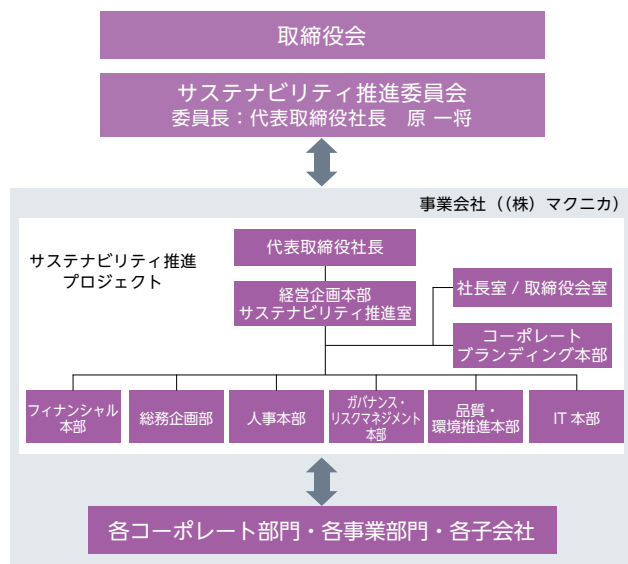 取締役会
サステナビリティ推進委員会
委員長：代表取締役社長　原 一将
事業会社（（株）マクニカ）
サステナビリティ推進
プロジェクト
代表取締役社長
経営企画本部
サステナビリティ推進室
社長室 / 取締役会室
コーポレート
ブランディング本部
フィナンシャル
本部
総務企画部
人事本部
ガバナンス・
リスクマネジメント
本部
品質・
環境推進本部
IT 本部
各コーポレート部門・各事業部門・各子会社